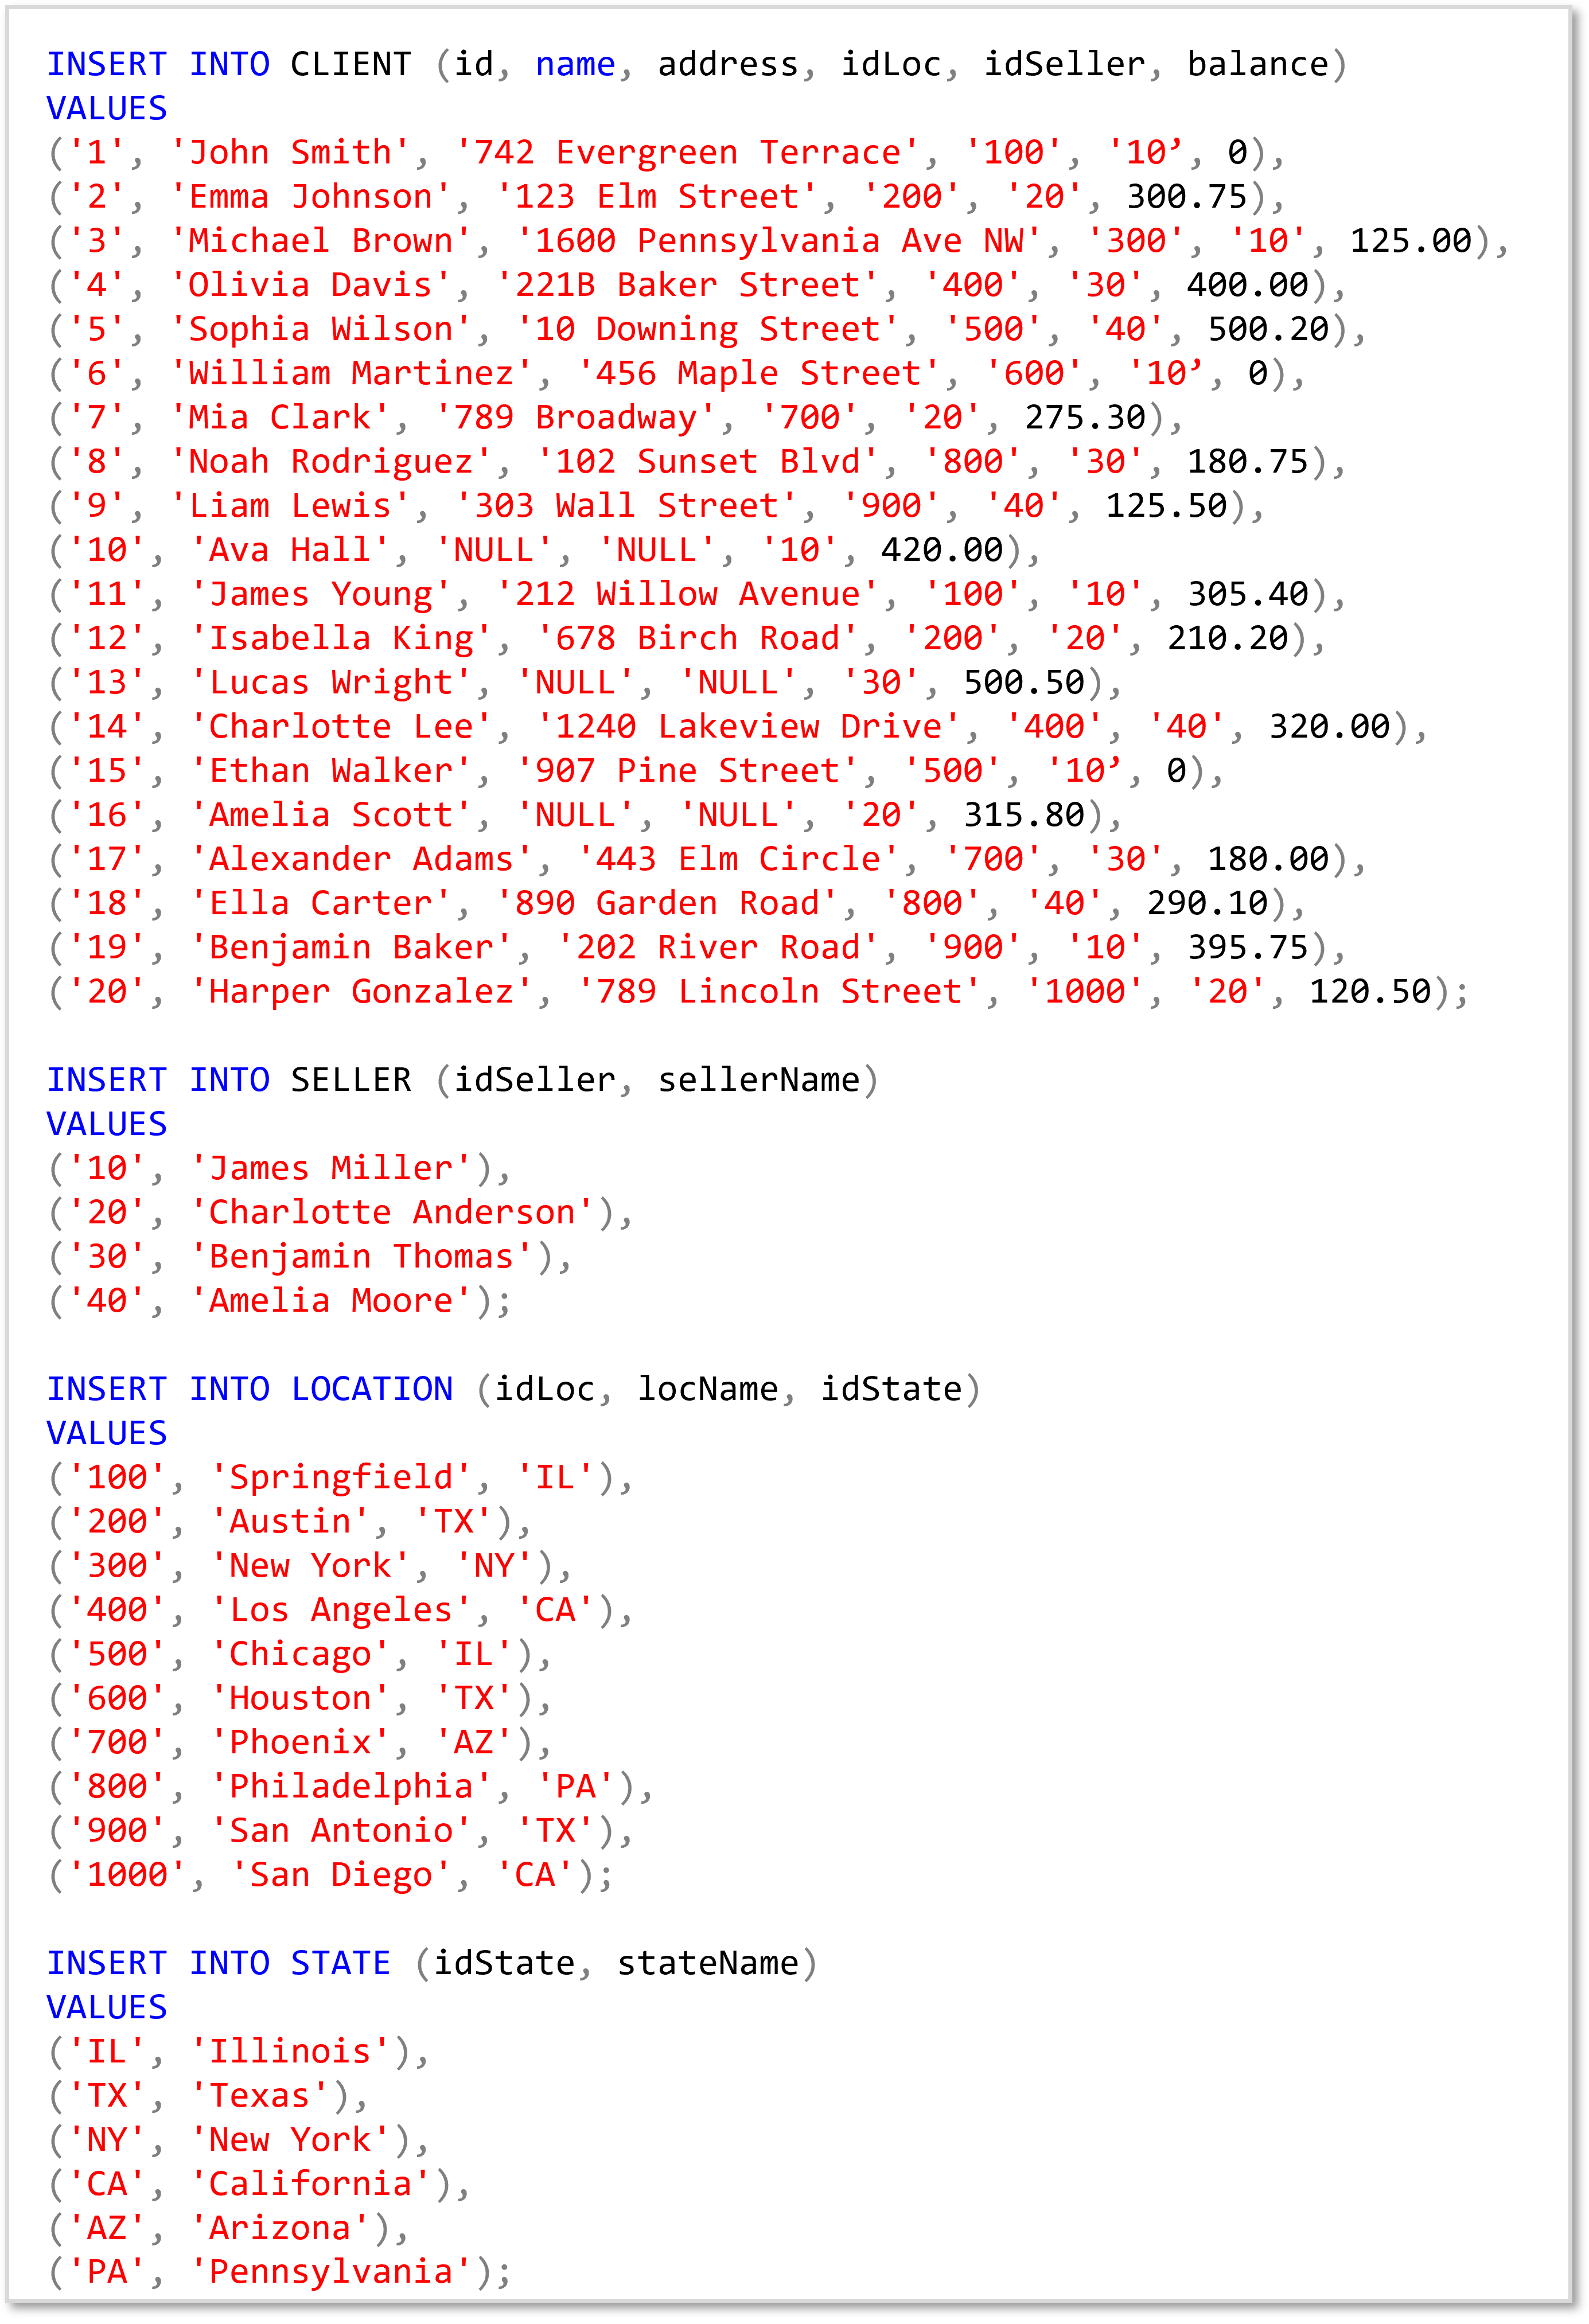 INSERT INTO CLIENT (id, name, address, idLoc, idSeller, balance)
VALUES
('1', 'John Smith', '742 Evergreen Terrace', '100', '10’, 0),
('2', 'Emma Johnson', '123 Elm Street', '200', '20', 300.75),
('3', 'Michael Brown', '1600 Pennsylvania Ave NW', '300', '10', 125.00),
('4', 'Olivia Davis', '221B Baker Street', '400', '30', 400.00),
('5', 'Sophia Wilson', '10 Downing Street', '500', '40', 500.20),
('6', 'William Martinez', '456 Maple Street', '600', '10’, 0),
('7', 'Mia Clark', '789 Broadway', '700', '20', 275.30),
('8', 'Noah Rodriguez', '102 Sunset Blvd', '800', '30', 180.75),
('9', 'Liam Lewis', '303 Wall Street', '900', '40', 125.50),
('10', 'Ava Hall', 'NULL', 'NULL', '10', 420.00),
('11', 'James Young', '212 Willow Avenue', '100', '10', 305.40),
('12', 'Isabella King', '678 Birch Road', '200', '20', 210.20),
('13', 'Lucas Wright', 'NULL', 'NULL', '30', 500.50),
('14', 'Charlotte Lee', '1240 Lakeview Drive', '400', '40', 320.00),
('15', 'Ethan Walker', '907 Pine Street', '500', '10’, 0),
('16', 'Amelia Scott', 'NULL', 'NULL', '20', 315.80),
('17', 'Alexander Adams', '443 Elm Circle', '700', '30', 180.00),
('18', 'Ella Carter', '890 Garden Road', '800', '40', 290.10),
('19', 'Benjamin Baker', '202 River Road', '900', '10', 395.75),
('20', 'Harper Gonzalez', '789 Lincoln Street', '1000', '20', 120.50);
INSERT INTO SELLER (idSeller, sellerName)
VALUES
('10', 'James Miller'),
('20', 'Charlotte Anderson'),
('30', 'Benjamin Thomas'),
('40', 'Amelia Moore');
INSERT INTO LOCATION (idLoc, locName, idState)
VALUES
('100', 'Springfield', 'IL'),
('200', 'Austin', 'TX'),
('300', 'New York', 'NY'),
('400', 'Los Angeles', 'CA'),
('500', 'Chicago', 'IL'),
('600', 'Houston', 'TX'),
('700', 'Phoenix', 'AZ'),
('800', 'Philadelphia', 'PA'),
('900', 'San Antonio', 'TX'),
('1000', 'San Diego', 'CA');
INSERT INTO STATE (idState, stateName)
VALUES
('IL', 'Illinois'),
('TX', 'Texas'),
('NY', 'New York'),
('CA', 'California'),
('AZ', 'Arizona'),
('PA', 'Pennsylvania');